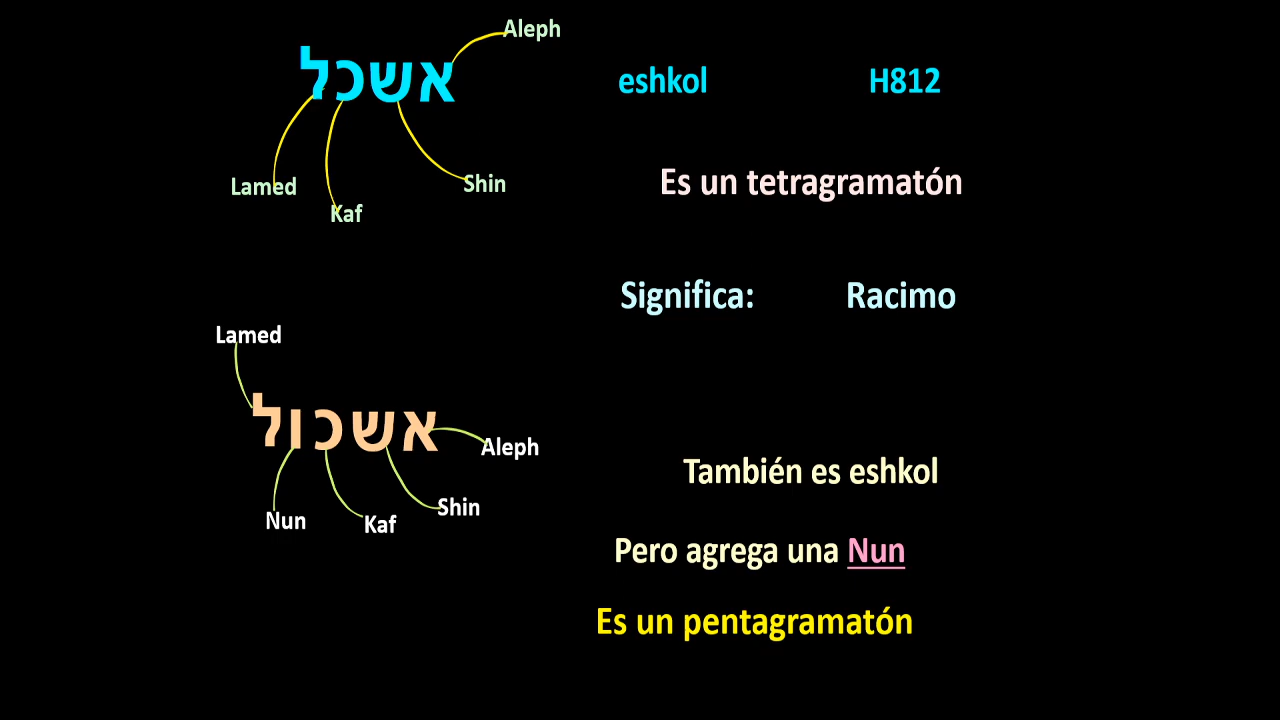 Aleph
אשכל
eshkol H812
Lamed
Kaf
Shin
Es un tetragramatón
Significa: Racimo
Lamed
אשכול
Aleph
Nun
Kaf
Shin
También es eshkol
Pero agrega una Nun
Es un pentagramatón